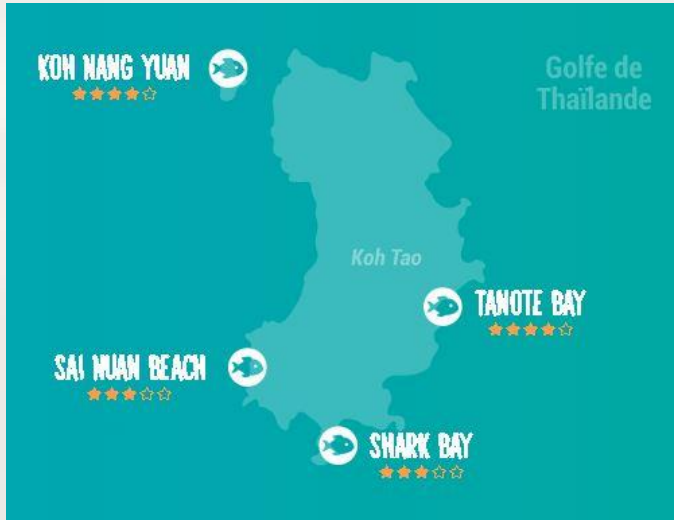 KOH NANG YUAN
Golfe de
Thaïlande
Koh Tao
TANOTE BAY
SAI NUAN BEACH
SHARK BAY